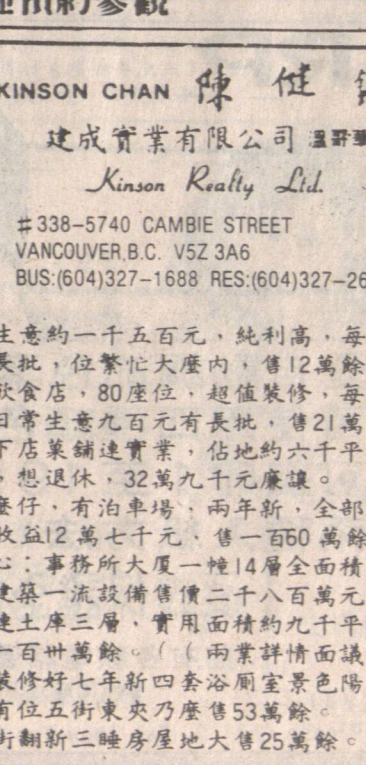 參觀
KINSON CHAN 陳健
建成實業有限公司 溫哥華
Kinson Realty Ltd.
#338-5740 CAMBIE STREET
VANCOUVER,B.C. V5Z 3A6
BUS:(604)327-1688 RES:(604)327-26
生意約一千五百元,純利高,每
長批,位繁忙大廈內,售12萬餘
飲食店,80座位,超值裝修,每
日常生意九百元有長批,售21萬
下店菜舖連實業,佔地約六千平
,想退休,32萬九千元廉讓。
廈仔,有泊車場,兩年新,全部
收益12萬七千元,售一百60萬餘
心:事務所大厦一幢14層全面積
建築一流設備售價二千八百萬元
連土庫三層,實用面積約九千平
一百卅萬餘。((兩業詳情面議
裝修好七年新四套浴厠室景色陽
有位五街東夾乃廈售53萬餘。
街翻新三睡房屋地大售25萬餘。